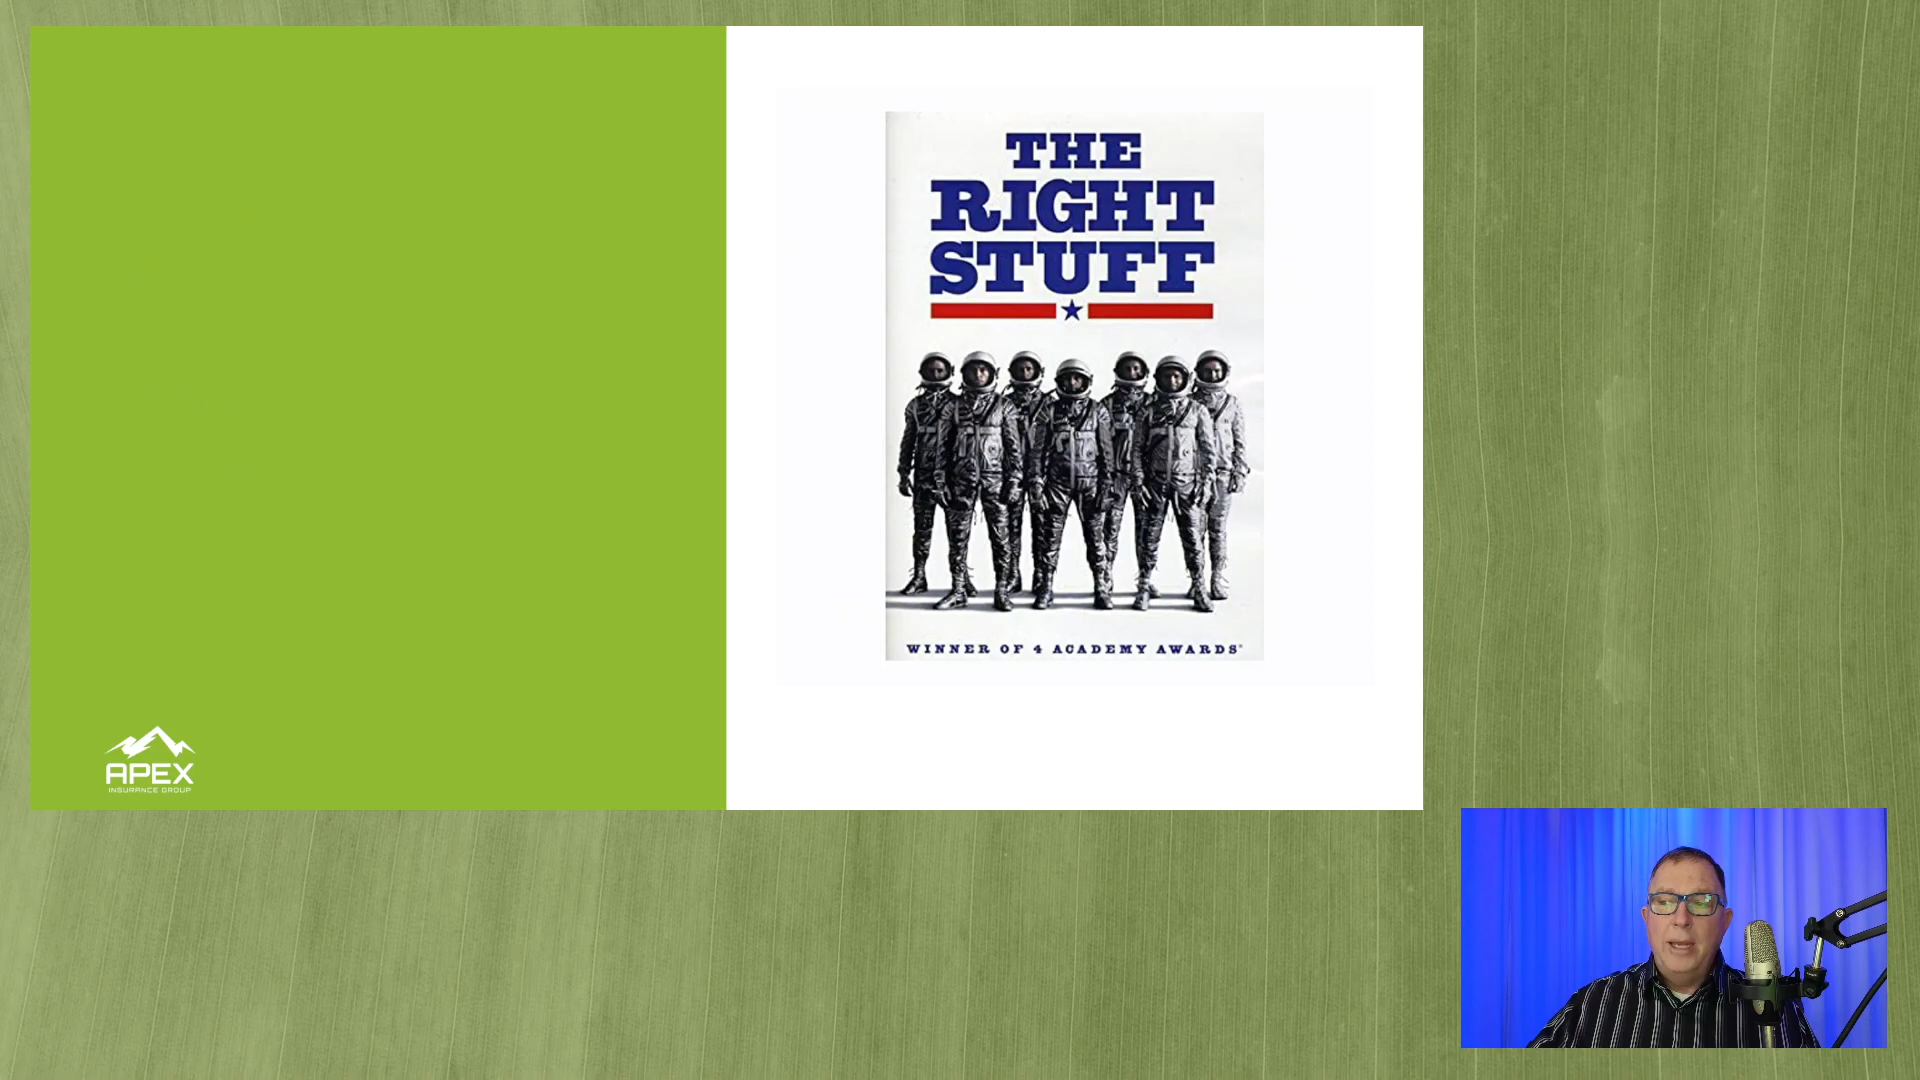 THE
RIGHT
STUFF
WINNER OF 4 ACADEMY AWARDS®
APEX
INSURANCE GROUP